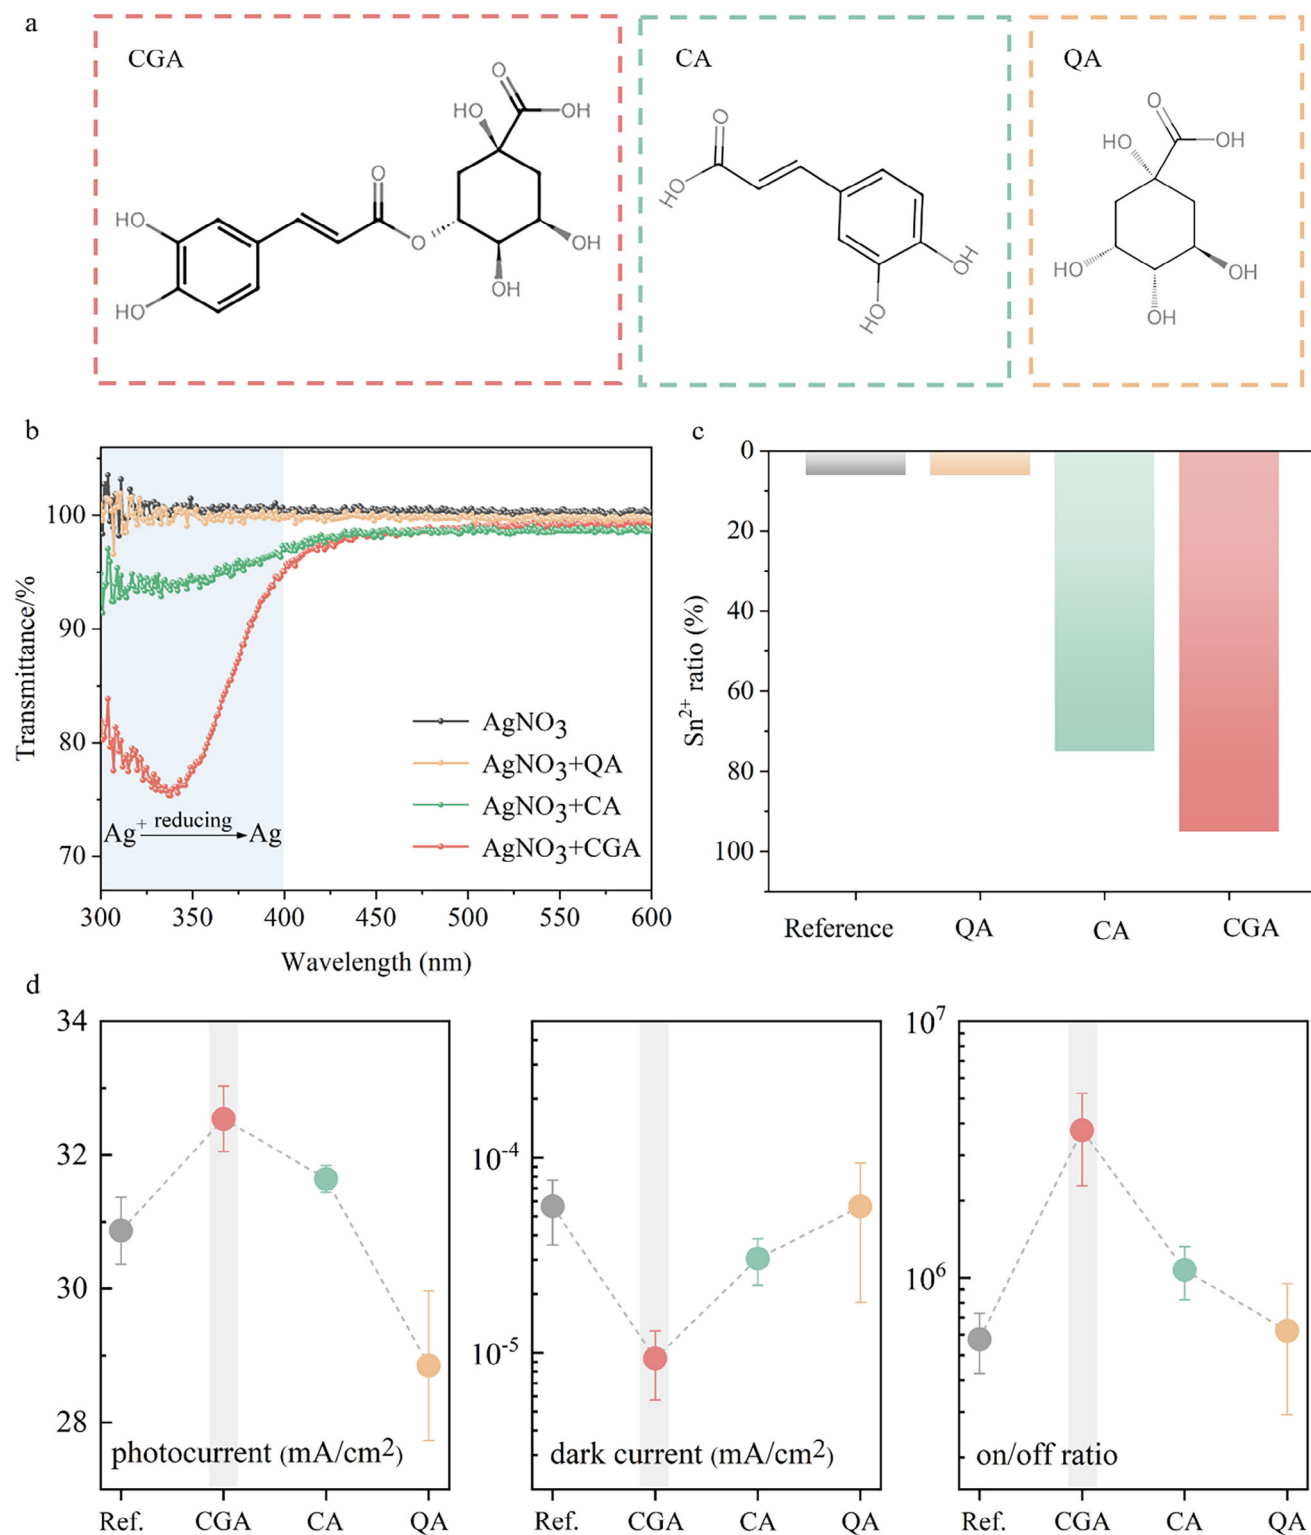 a
CGA
CA
QA
O
HO
OH
O
HO
HO
O
OH
OH
O
HO
OH
HO
O
HO
OH
HO
OH
OH
b
Transmittance/%
100
90
80
70
AgNO3
AgNO3+QA
AgNO3+CA
AgNO3+CGA
Ag+ reducing Ag
300 350 400 450 500 550 600
Wavelength (nm)
c
Sn2+ ratio (%)
0
20
40
60
80
100
Reference QA CA CGA
d
34
32
30
28
photocurrent (mA/cm2)
Ref. CGA CA QA
10-4
10-5
dark current (mA/cm2)
Ref. CGA CA QA
107
106
on/off ratio
Ref. CGA CA QA